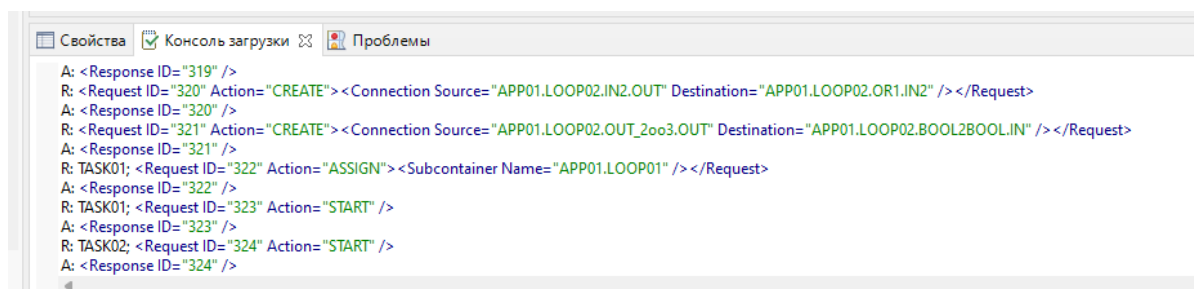 Свойства Консоль загрузки Проблемы
A: <Response ID="319" />
R: <Request ID="320" Action="CREATE"><Connection Source="APP01.LOOP02.IN2.OUT" Destination="APP01.LOOP02.OR1.IN2" /></Request>
A: <Response ID="320" />
R: <Request ID="321" Action="CREATE"><Connection Source="APP01.LOOP02.OUT_2oo3.OUT" Destination="APP01.LOOP02.BOOL2BOOL.IN" /></Request>
A: <Response ID="321" />
R: TASK01; <Request ID="322" Action="ASSIGN"><Subcontainer Name="APP01.LOOP01" /></Request>
A: <Response ID="322" />
R: TASK01; <Request ID="323" Action="START" />
A: <Response ID="323" />
R: TASK02; <Request ID="324" Action="START" />
A: <Response ID="324" />